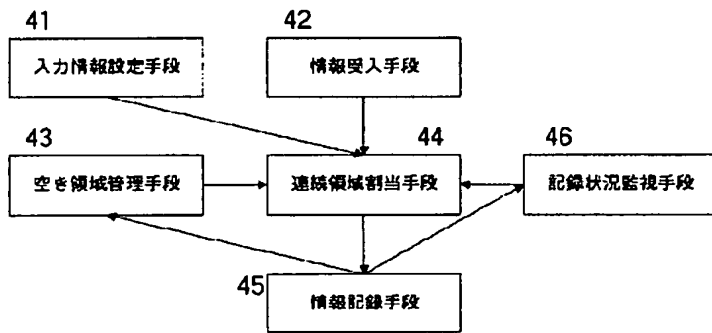 41
42
入力情報設定手段
情報受入手段
43
44
46
空き領域管理手段
連続領域割当手段
記録状況監視手段
45
情報記録手段